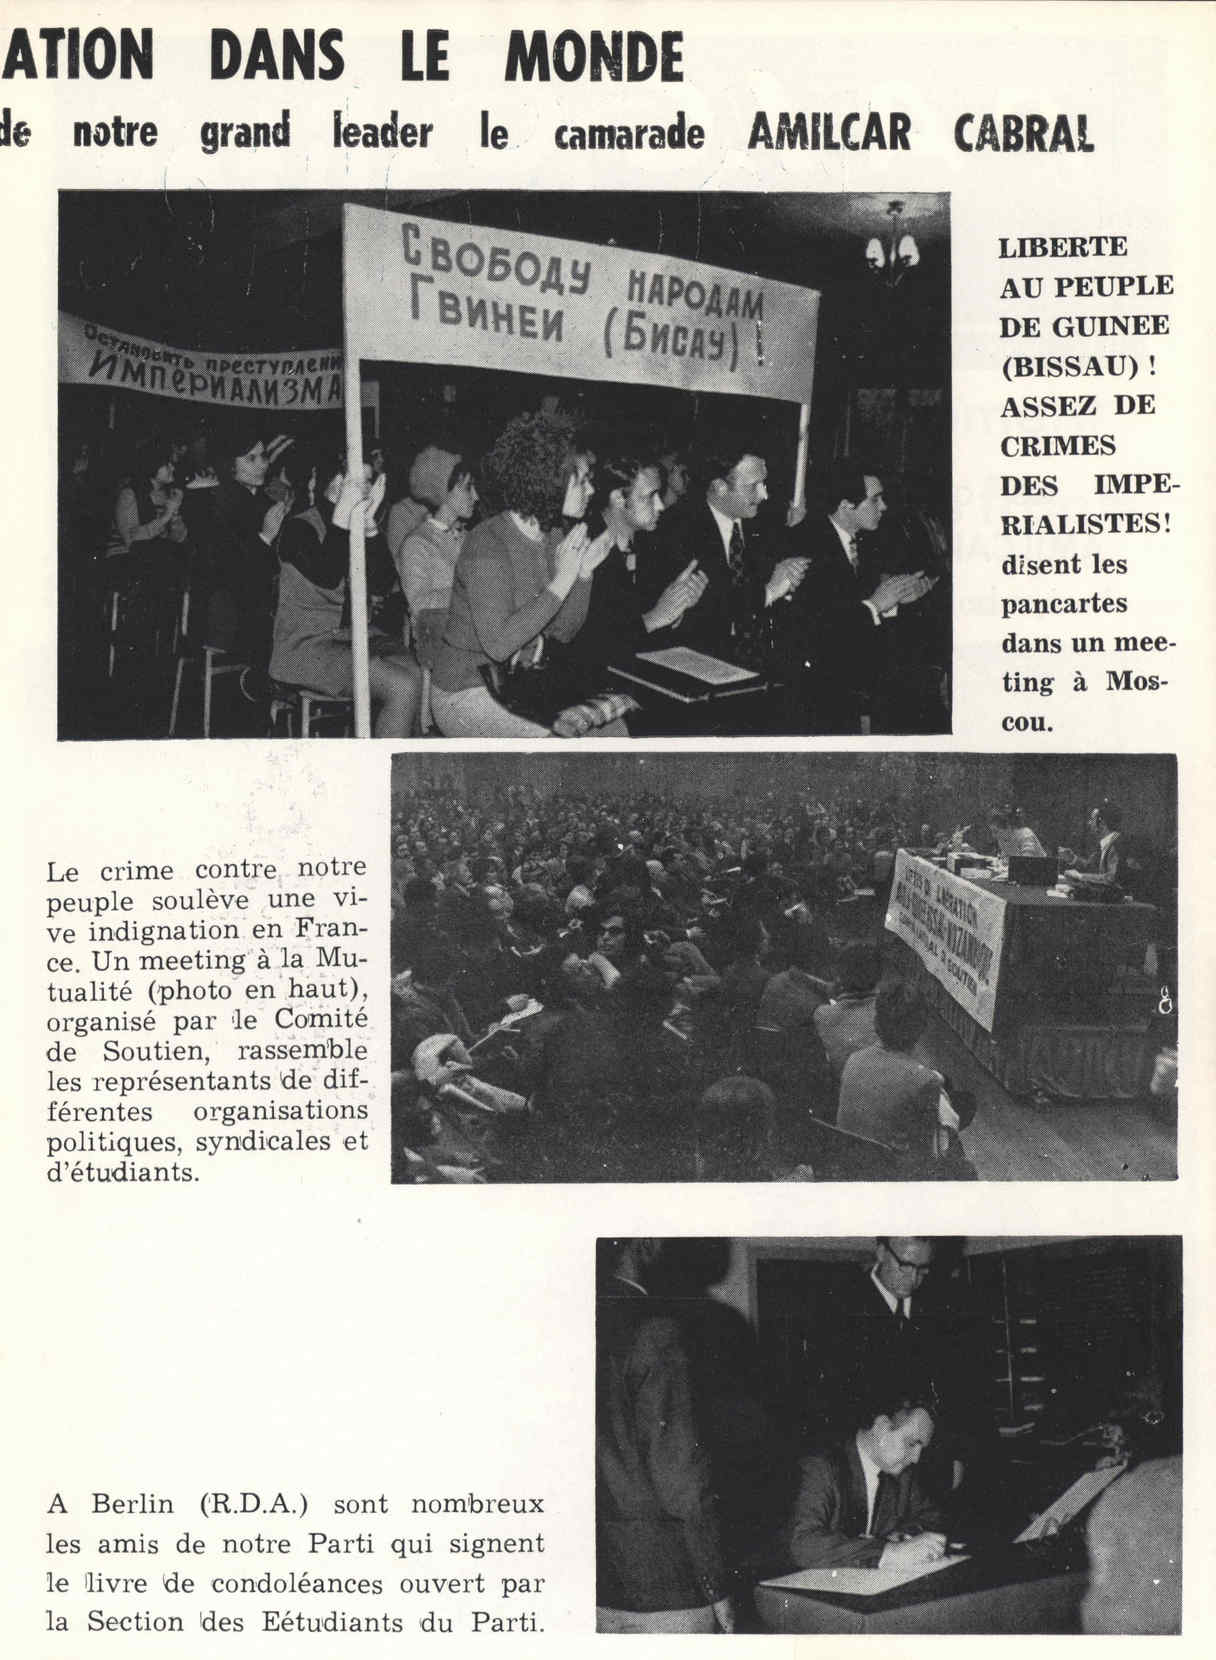 ATION DANS LE MONDE
de notre grand leader le camarade AMILCAR CABRAL
СВОБОДУ НАРОДАМ
ГВИНЕИ (БИСАУ)!
ОСТАНОВИТЬ ПРЕСТУПЛЕНИ
ИМПЕРИАЛИЗМА
LIBERTE
AU PEUPLE
DE GUINEE
(BISSAU) !
ASSEZ DE
CRIMES
DES IMPE-
RIALISTES!
disent les
pancartes
dans un mee-
ting à Mos-
cou.
Le crime contre notre
peuple soulève une vi-
ve indignation en Fran-
ce. Un meeting à la Mu-
tualité (photo en haut),
organisé par le Comité
de Soutien, rassemble
les représentants de dif-
férentes organisations
politiques, syndicales et
d'étudiants.
LIBERATION
SOUTIEN
A Berlin (R.D.A.) sont nombreux
les amis de notre Parti qui signent
le livre de condoléances ouvert par
la Section des Eétudiants du Parti.